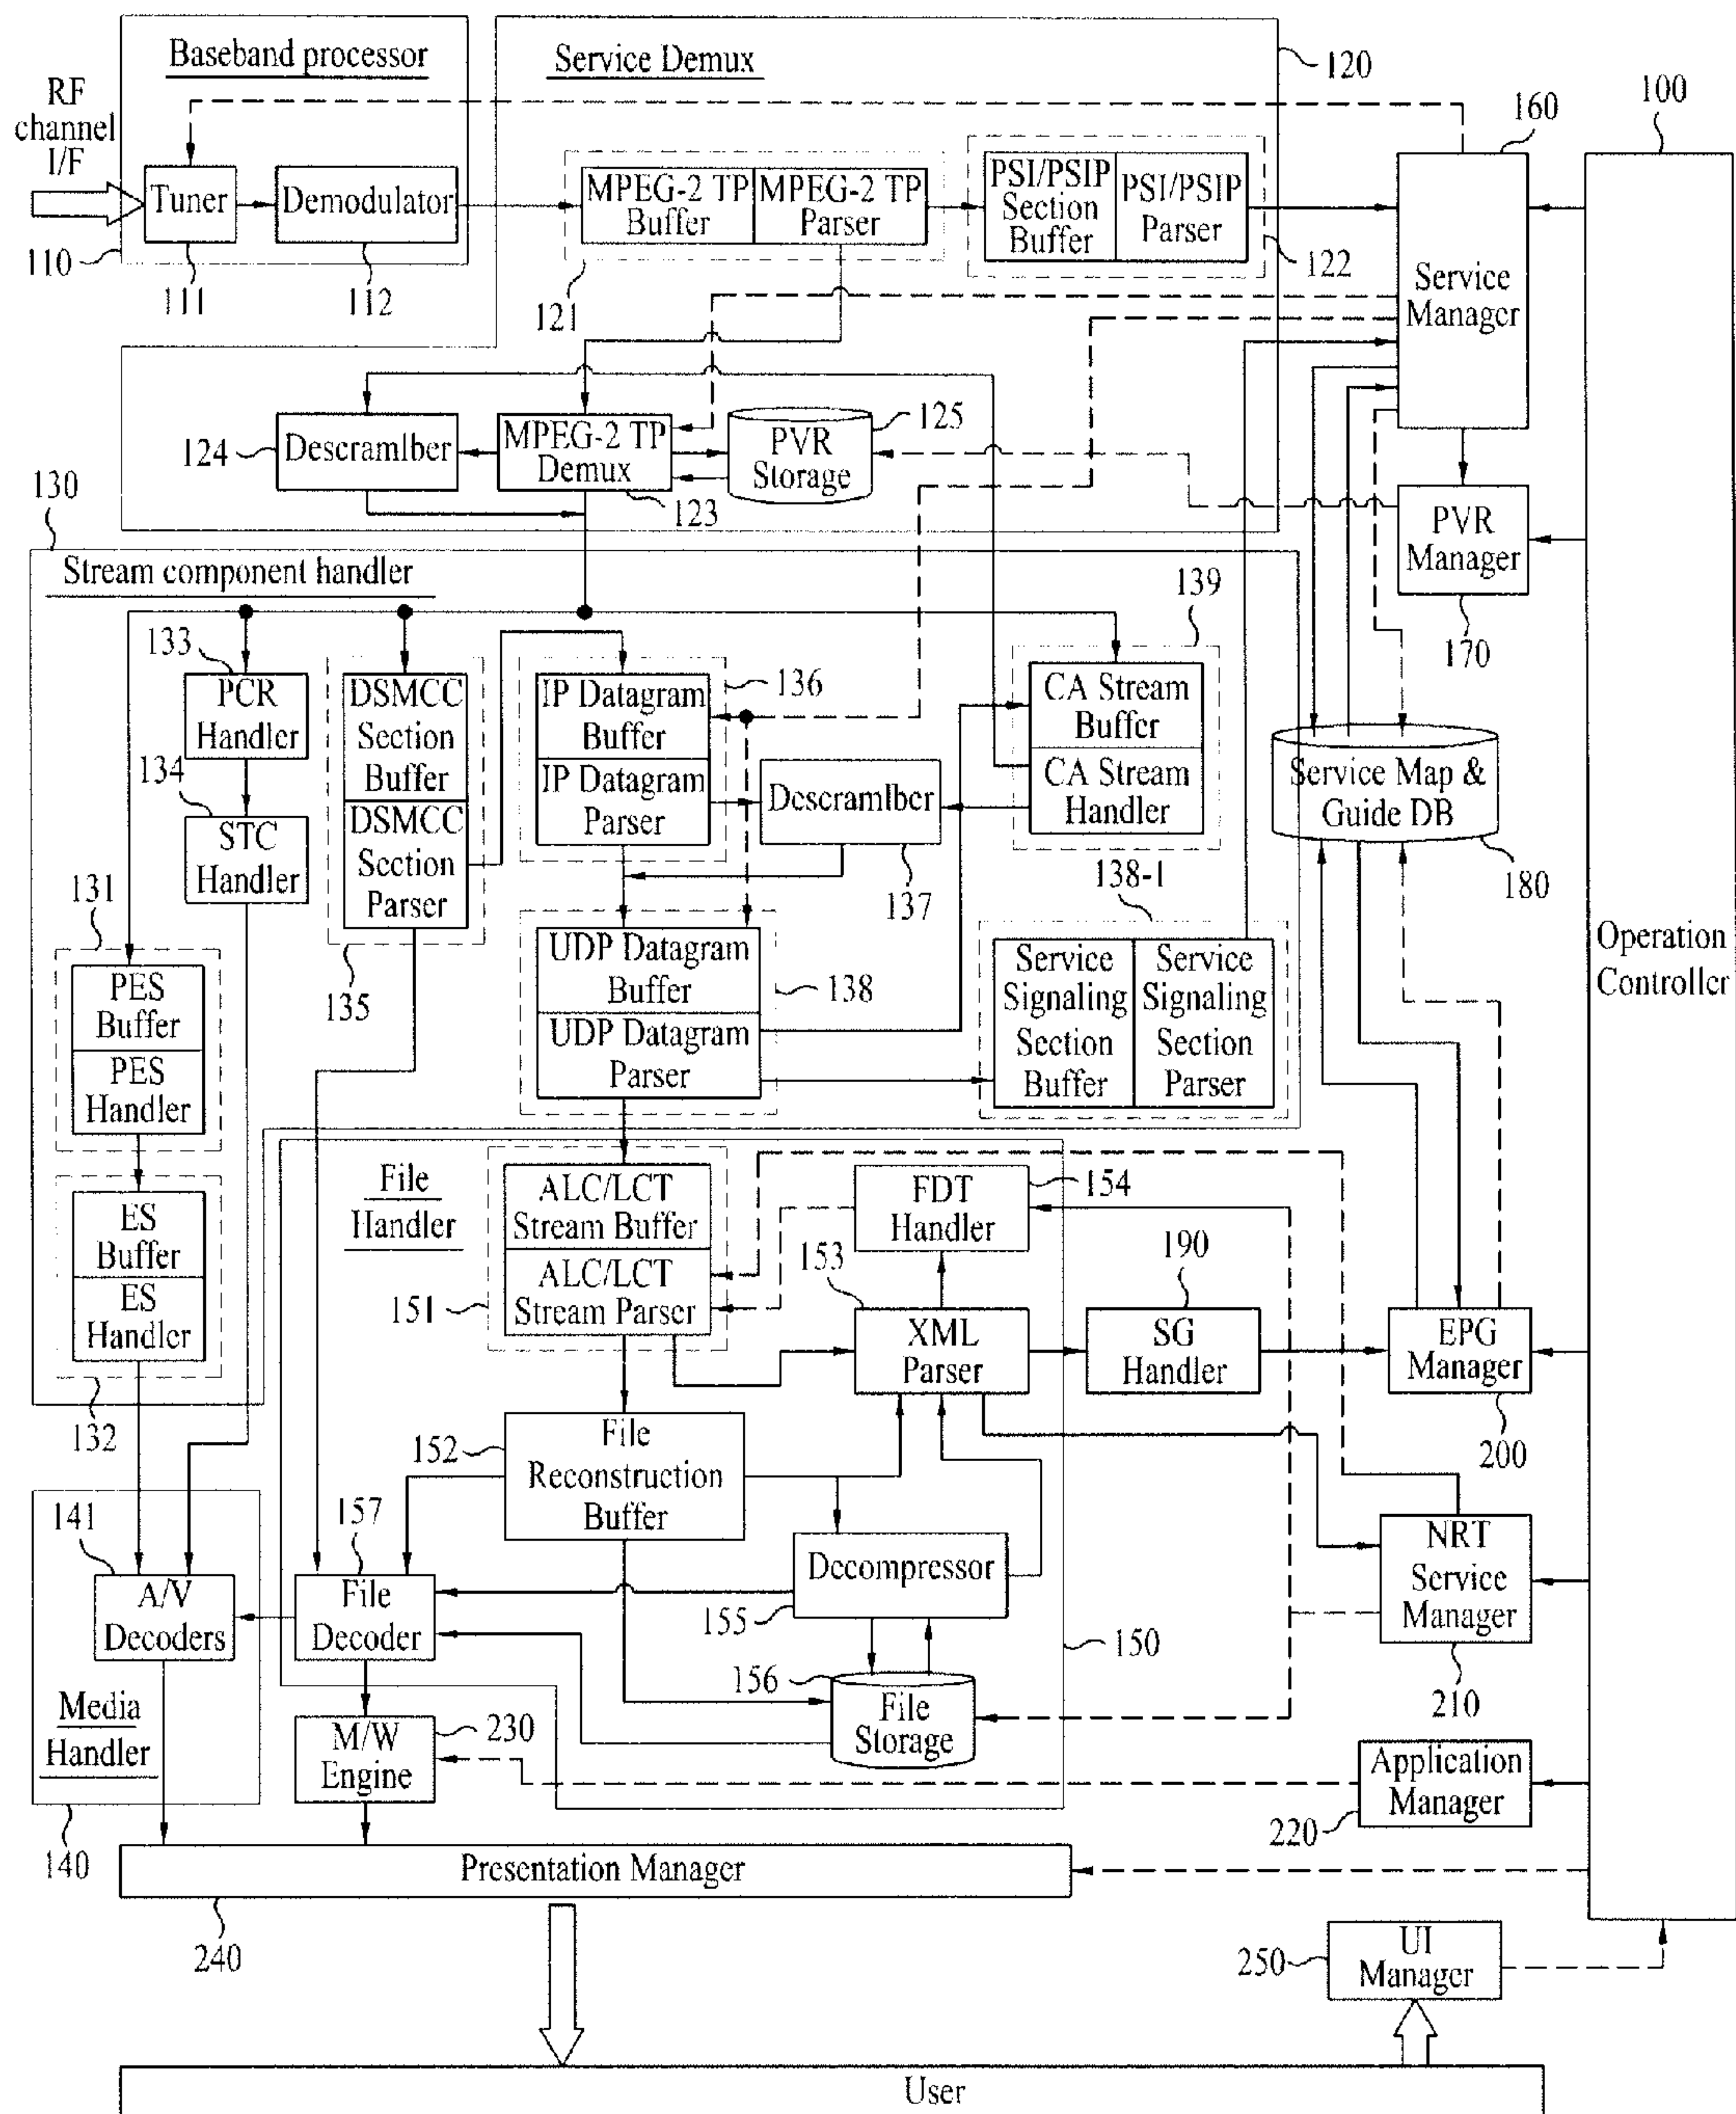 Baseband processor
Service Demux
120
RF
channel
I/F
160
100
Tuner
Demodulator
MPEG-2 TP
Buffer
MPEG-2 TP
Parser
PSI/PSIP
Section
Buffer
PSI/PSIP
Parser
Service
Manager
110
111
112
121
122
124
Descramlber
MPEG-2 TP
Demux
123
PVR
Storage
125
130
PVR
Manager
170
Stream component handler
133
PCR
Handler
134
STC
Handler
DSMCC
Section
Buffer
DSMCC
Section
Parser
135
IP Datagram
Buffer
IP Datagram
Parser
136
Descramlber
137
139
CA Stream
Buffer
CA Stream
Handler
Service Map &
Guide DB
180
138-1
131
PES
Buffer
PES
Handler
UDP Datagram
Buffer
UDP Datagram
Parser
138
Service
Signaling
Section
Buffer
Service
Signaling
Section
Parser
Operation
Controller
ES
Buffer
ES
Handler
132
File
Handler
ALC/LCT
Stream Buffer
ALC/LCT
Stream Parser
151
FDT
Handler
154
153
XML
Parser
190
SG
Handler
EPG
Manager
200
152
File
Reconstruction
Buffer
141
157
A/V
Decoders
File
Decoder
Decompressor
155
150
NRT
Service
Manager
210
156
File
Storage
Media
Handler
M/W
Engine
230
Application
Manager
220
140
Presentation Manager
240
250
UI
Manager
User